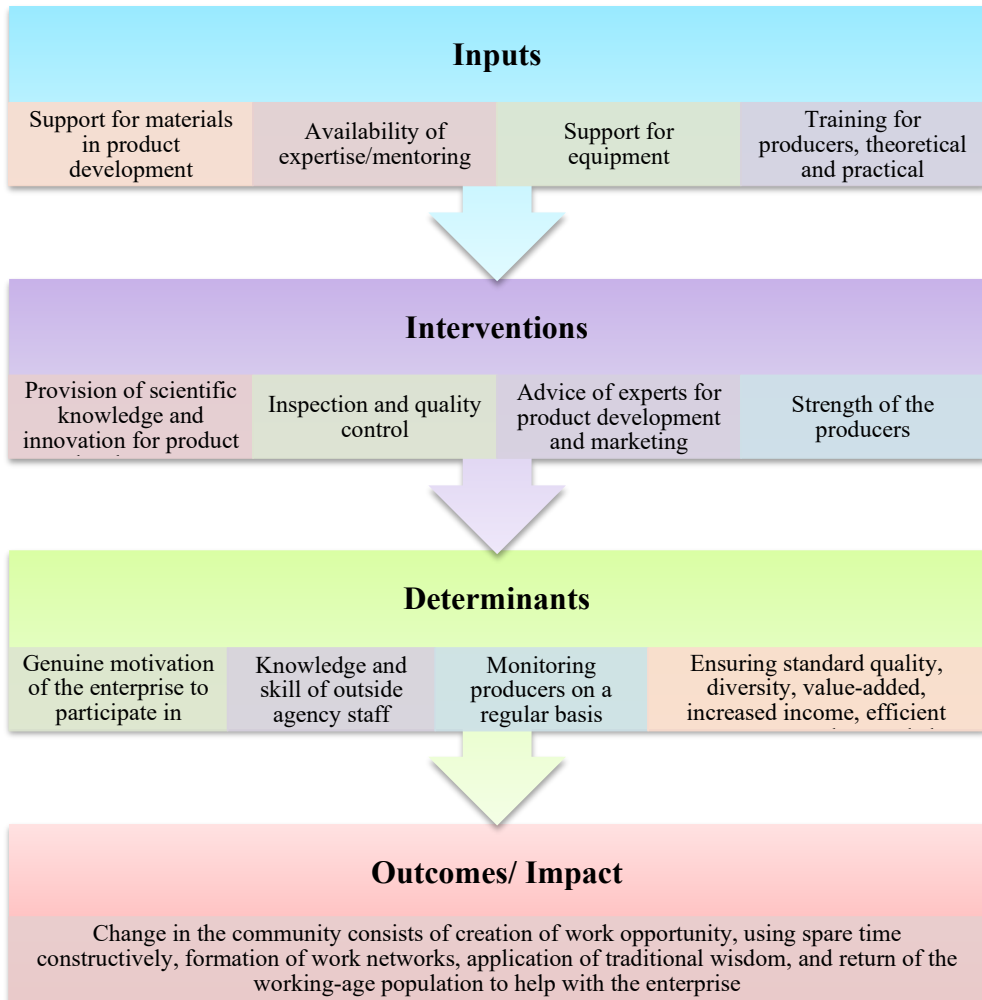 Inputs
Support for materials
in product
development
Availability of
expertise/mentoring
Support for
equipment
Training for
producers, theoretical
and practical
Interventions
Provision of scientific
knowledge and
innovation for product
Inspection and quality
control
Advice of experts for
product development
and marketing
Strength of the
producers
Determinants
Genuine motivation
of the enterprise to
participate in
Knowledge and
skill of outside
agency staff
Monitoring
producers on a
regular basis
Ensuring standard quality,
diversity, value-added,
increased income, efficient
Outcomes/ Impact
Change in the community consists of creation of work opportunity, using spare time
constructively, formation of work networks, application of traditional wisdom, and return of the
working-age population to help with the enterprise